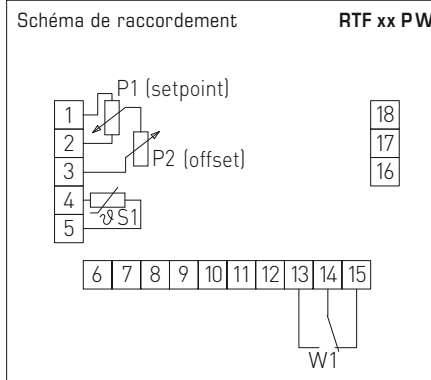 Schéma de raccordement RTF xx PW
P1 (setpoint)
1
2
3
4
5
P2 (offset)
ϑ S1
18
17
16
6 7 8 9 10 11 12 13 14 15
W1